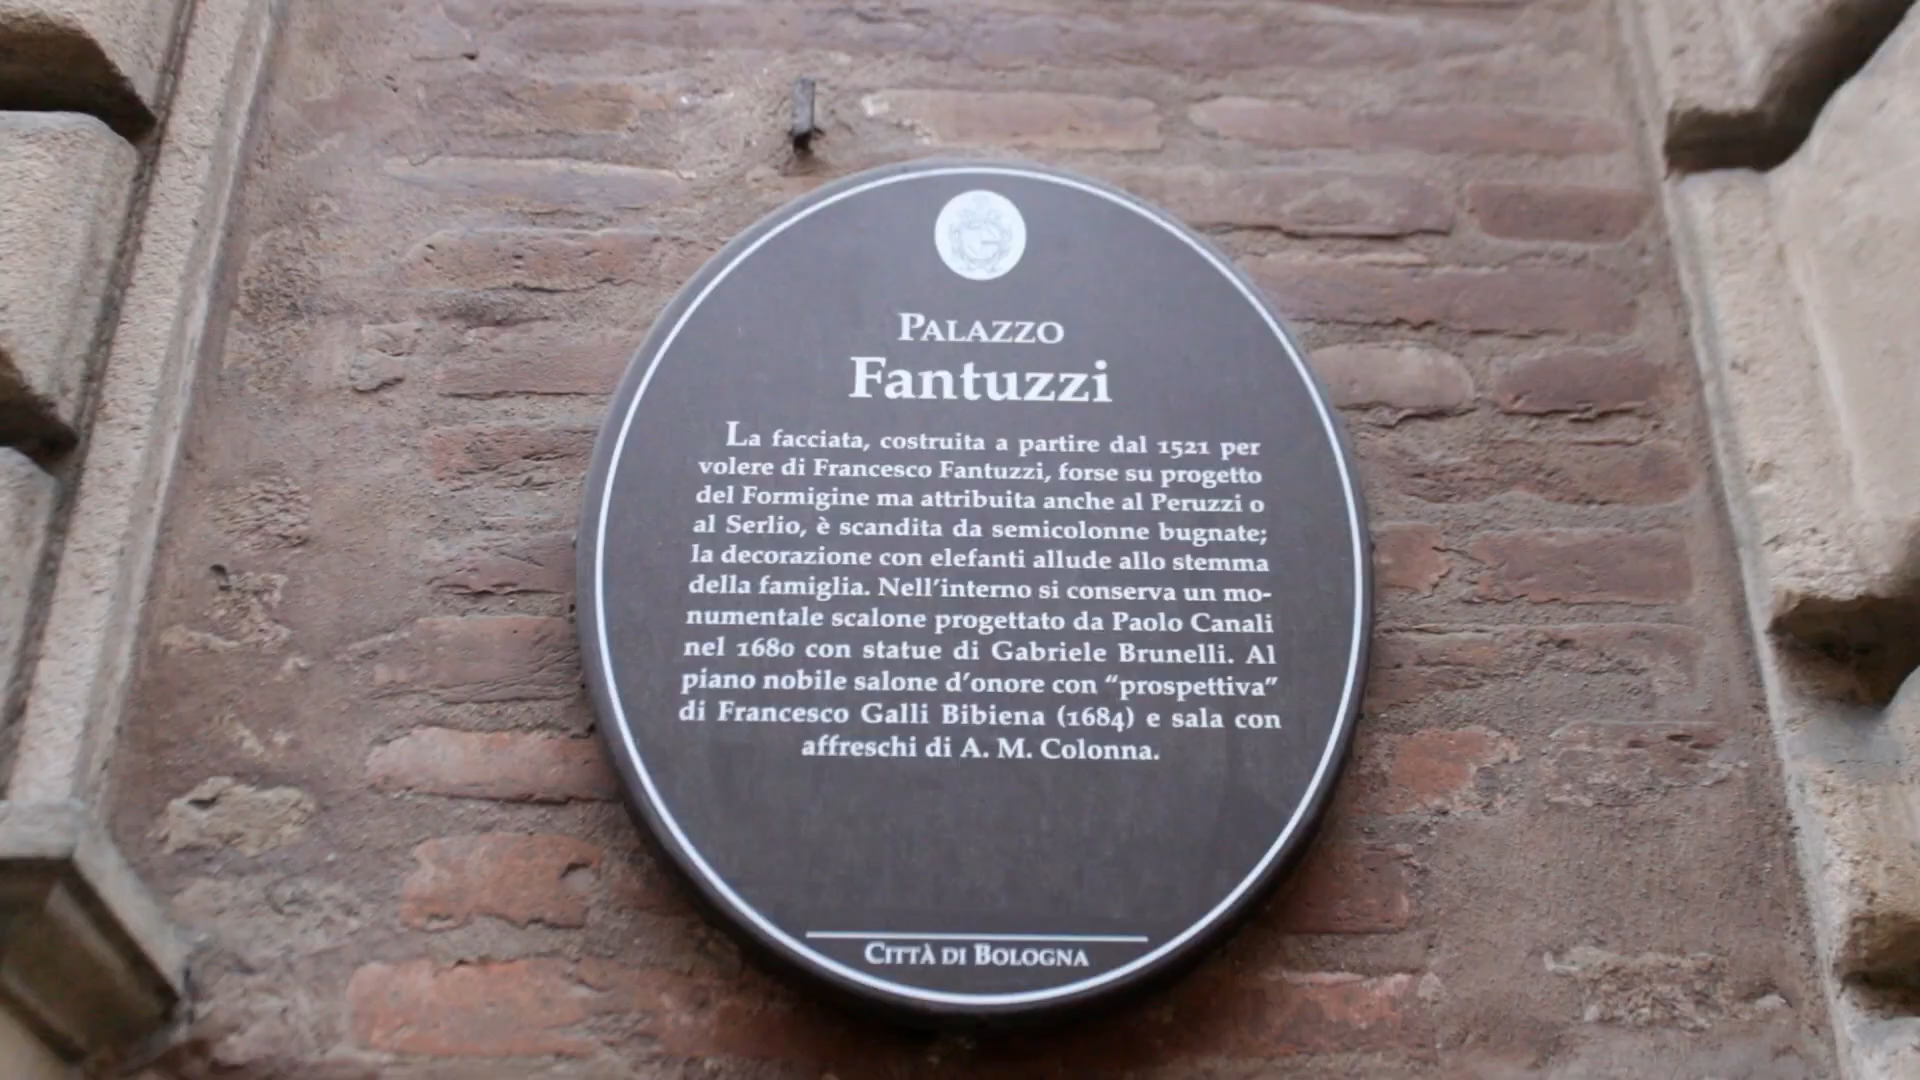 PALAZZO
Fantuzzi
La facciata, costruita a partire dal 1521 per
volere di Francesco Fantuzzi, forse su progetto
del Formigine ma attribuita anche al Peruzzi o
al Serlio, è scandita da semicolonne bugnate;
la decorazione con elefanti allude allo stemma
della famiglia. Nell'interno si conserva un mo-
numentale scalone progettato da Paolo Canali
nel 1680 con statue di Gabriele Brunelli. Al
piano nobile salone d'onore con “prospettiva”
di Francesco Galli Bibiena (1684) e sala con
affreschi di A. M. Colonna.
CITTÀ DI BOLOGNA